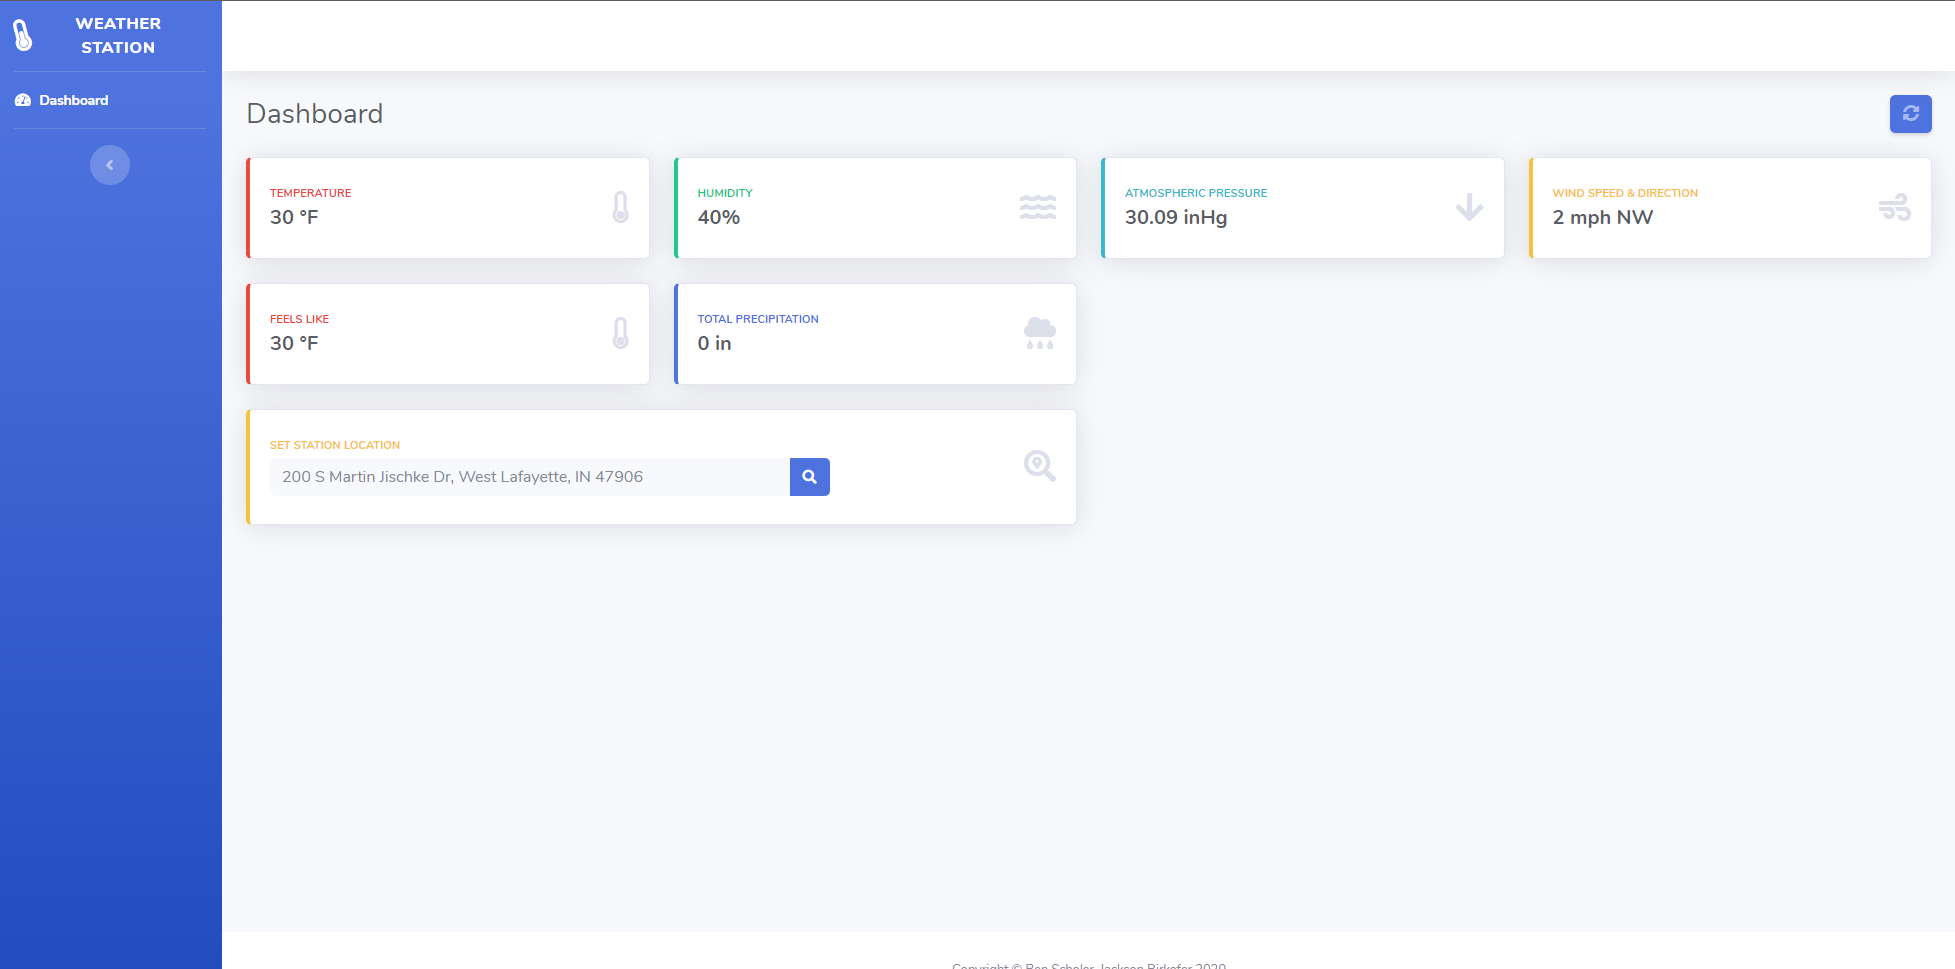 WEATHER
STATION
Dashboard
Dashboard
TEMPERATURE
30 °F
HUMIDITY
40%
ATMOSPHERIC PRESSURE
30.09 inHg
WIND SPEED & DIRECTION
2 mph NW
FEELS LIKE
30 °F
TOTAL PRECIPITATION
0 in
SET STATION LOCATION
200 S Martin Jischke Dr, West Lafayette, IN 47906
Copyright © Ben Scholer, Jackson Birkefer 2020